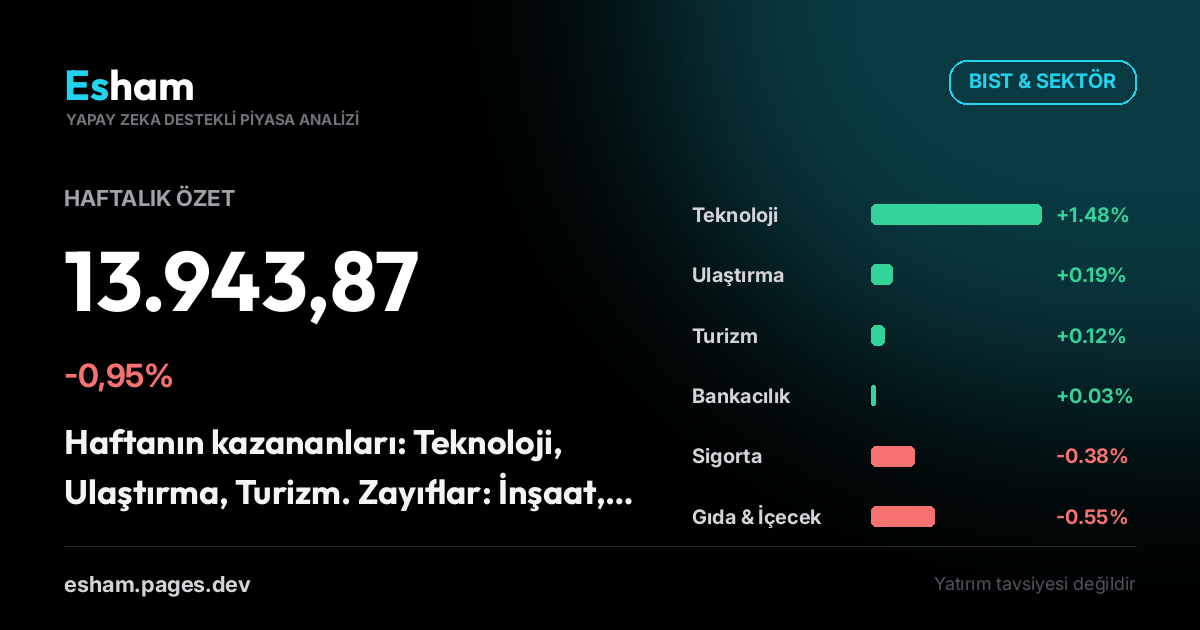 Esham
YAPAY ZEKA DESTEKLİ PİYASA ANALİZİ
BIST & SEKTÖR
HAFTALIK ÖZET
13.943,87
-0,95%
Haftanın kazananları: Teknoloji,
Ulaştırma, Turizm. Zayıflar: İnşaat,...
Teknoloji +1.48%
Ulaştırma +0.19%
Turizm +0.12%
Bankacılık +0.03%
Sigorta -0.38%
Gıda & İçecek -0.55%
esham.pages.dev
Yatırım tavsiyesi değildir